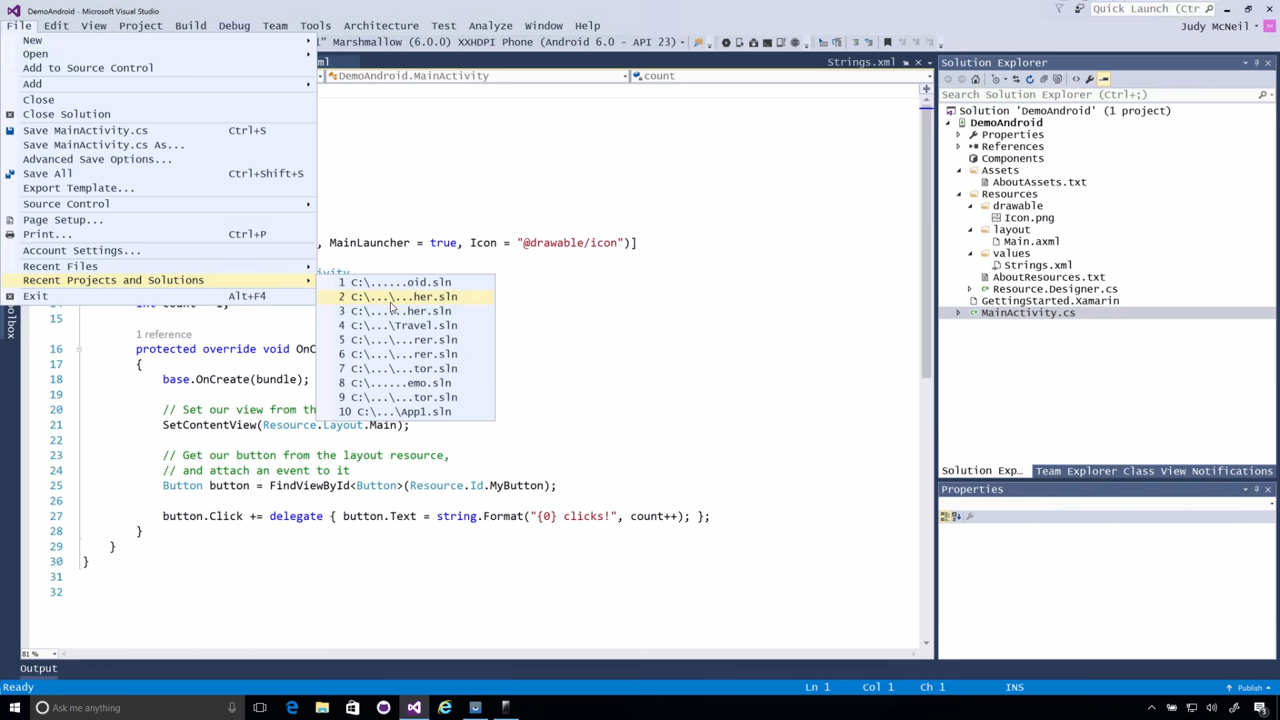 DemoAndroid - Microsoft Visual Studio
Quick Launch (Ctr
File Edit View Project Build Debug Team Tools Architecture Test Analyze Window Help
Judy McNeil
Marshmallow (6.0.0) XXHDPI Phone (Android 6.0 - API 23)
New
Open
Add to Source Control
Add
Close
Close Solution
Save MainActivity.cs Ctrl+S
Save MainActivity.cs As...
Advanced Save Options...
Save All Ctrl+Shift+S
Export Template...
Source Control
Page Setup...
Print... Ctrl+P
Account Settings...
Recent Files
Recent Projects and Solutions
Exit Alt+F4
1 C:\......oid.sln
2 C:\...\...her.sln
3 C:\...\...her.sln
4 C:\...\Travel.sln
5 C:\...\...rer.sln
6 C:\...\...rer.sln
7 C:\...\...tor.sln
8 C:\......emo.sln
9 C:\...\...tor.sln
10 C:\...\App1.sln
ml
Strings.xml
DemoAndroid.MainActivity
count
, MainLauncher = true, Icon = "@drawable/icon")]
15
1 reference
16 protected override void OnC
17 {
18 base.OnCreate(bundle);
19
20 // Set our view from th
21 SetContentView(Resource.Layout.Main);
22
23 // Get our button from the layout resource,
24 // and attach an event to it
25 Button button = FindViewById<Button>(Resource.Id.MyButton);
26
27 button.Click += delegate { button.Text = string.Format("{0} clicks!", count++); };
28 }
29 }
30 }
31
32
81 %
Output
Solution Explorer
Search Solution Explorer (Ctrl+;)
Solution 'DemoAndroid' (1 project)
DemoAndroid
Properties
References
Components
Assets
AboutAssets.txt
Resources
drawable
Icon.png
layout
Main.axml
values
Strings.xml
Resource.Designer.cs
GettingStarted.Xamarin
MainActivity.cs
Solution Exp... Team Explorer Class View Notifications
Properties
Ready
Ln 1 Col 1 Ch 1 INS
Publish
Ask me anything